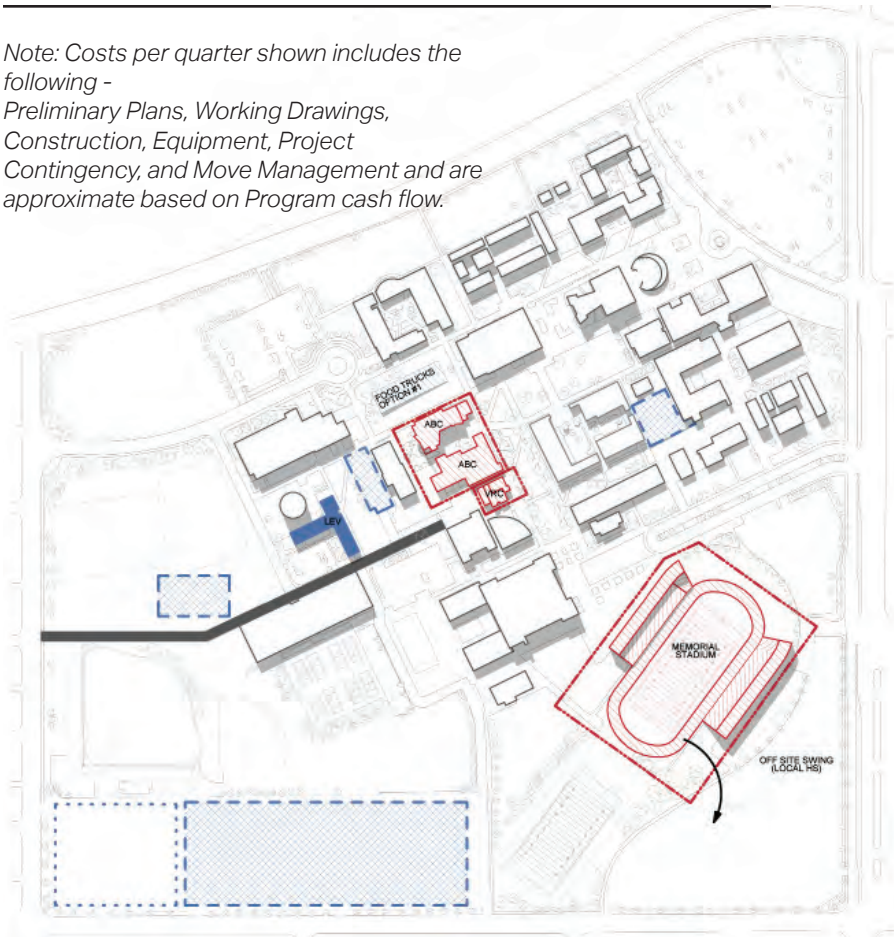 Note: Costs per quarter shown includes the
following -
Preliminary Plans, Working Drawings,
Construction, Equipment, Project
Contingency, and Move Management and are
approximate based on Program cash flow.
FOOD TRUCKS
OPTION #1
ABC
ABC
VRC
LEV
MEMORIAL
STADIUM
OFF SITE SWING
(LOCAL HS)